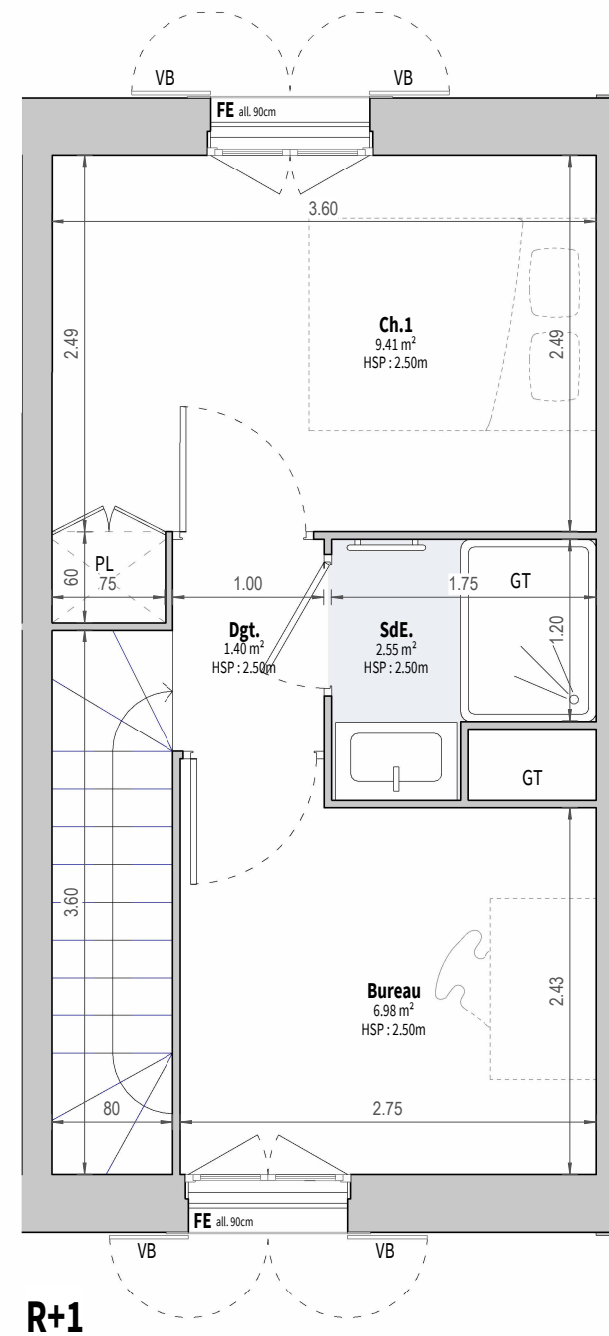 VB
VB
FE all. 90cm
3.60
2.49
2.49
Ch.1
9.41 m²
HSP : 2.50m
PL
60
.75
1.00
1.75
GT
Dgt.
1.40 m²
HSP : 2.50m
SdE.
2.55 m²
HSP : 2.50m
1.20
GT
3.60
Bureau
6.98 m²
HSP : 2.50m
2.43
80
2.75
FE all. 90cm
VB
VB
R+1